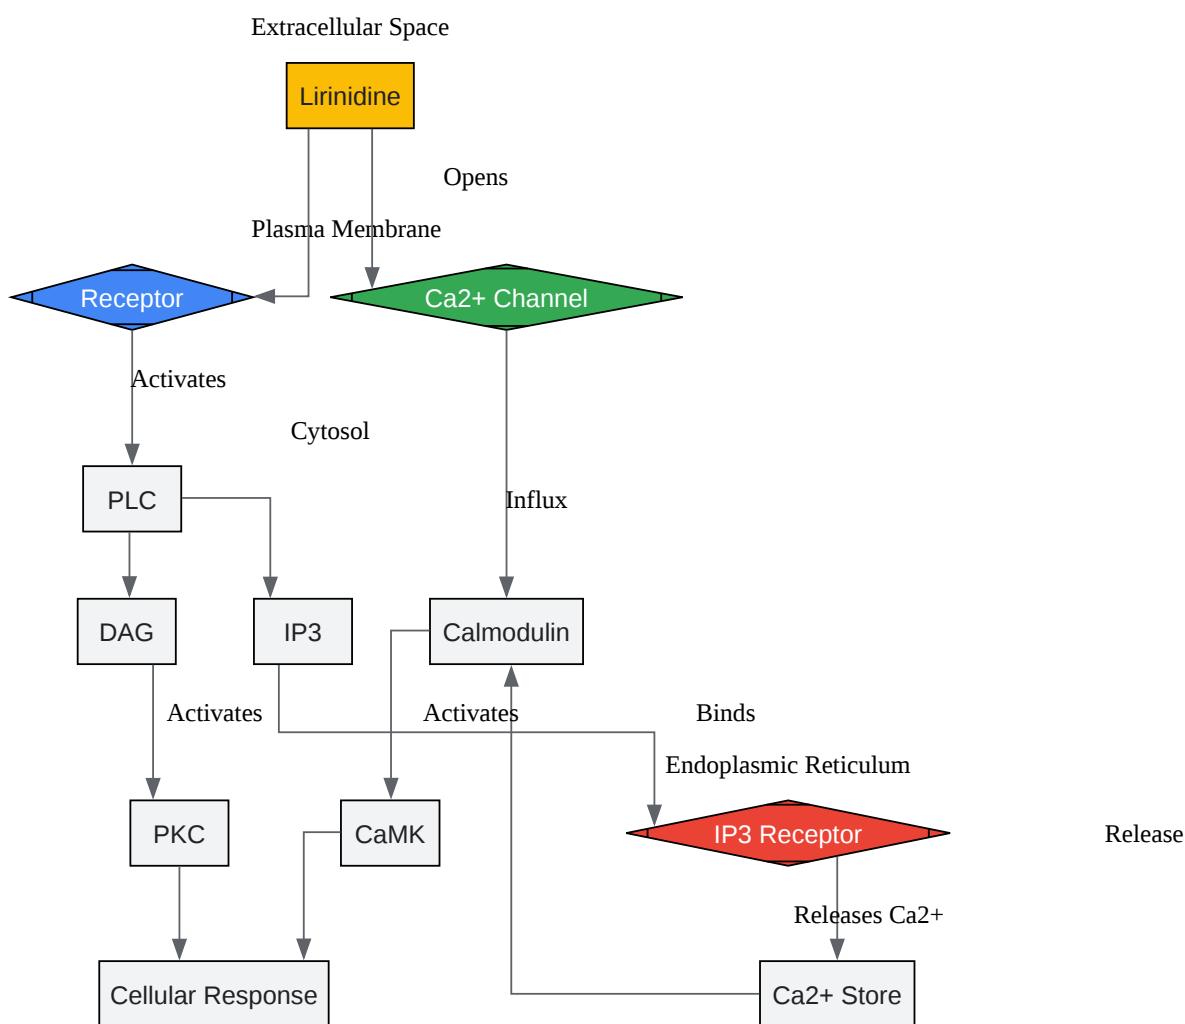 Extracellular Space
Lirinidine
Opens
Plasma Membrane
Receptor
Ca2+ Channel
Activates
Cytosol
PLC
Influx
DAG
IP3
Calmodulin
Activates
Activates
Binds
Endoplasmic Reticulum
PKC
CaMK
IP3 Receptor
Release
Releases Ca2+
Cellular Response
Ca2+ Store